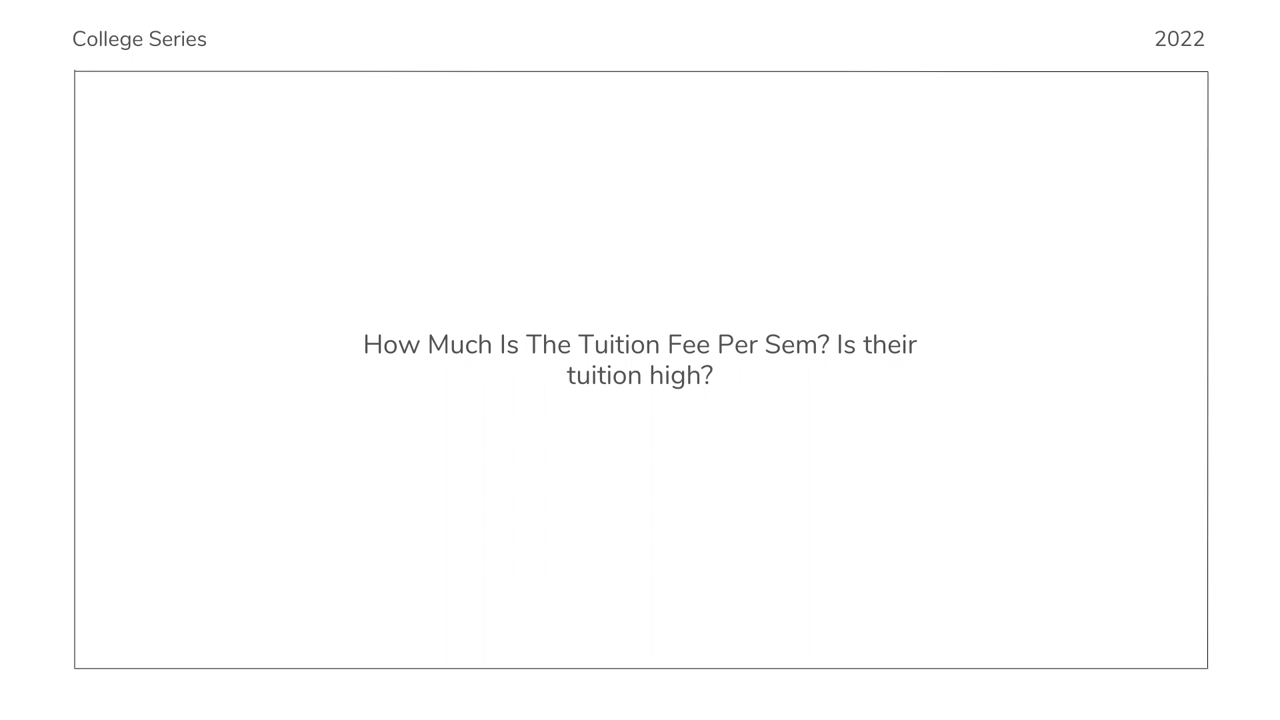 College Series
2022
How Much Is The Tuition Fee Per Sem? Is their
tuition high?